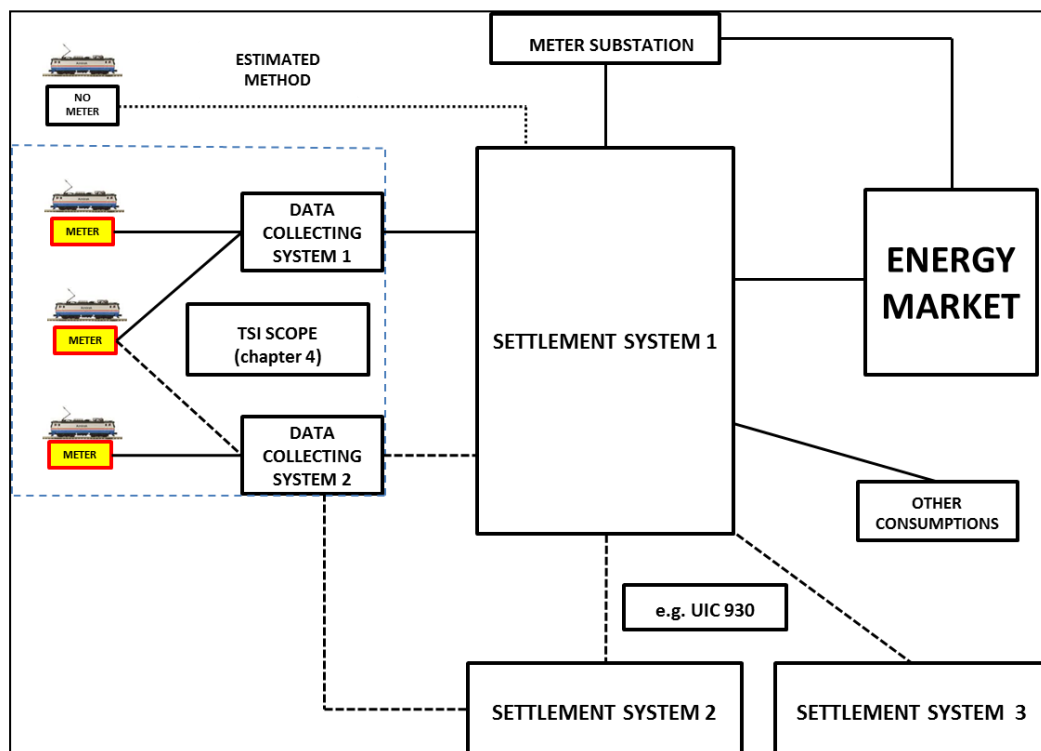 METER SUBSTATION
ESTIMATED
METHOD
NO
METER
METER
DATA
COLLECTING
SYSTEM 1
ENERGY
MARKET
METER
TSI SCOPE
(chapter 4)
SETTLEMENT SYSTEM 1
METER
DATA
COLLECTING
SYSTEM 2
OTHER
CONSUMPTIONS
e.g. UIC 930
SETTLEMENT SYSTEM 2
SETTLEMENT SYSTEM 3